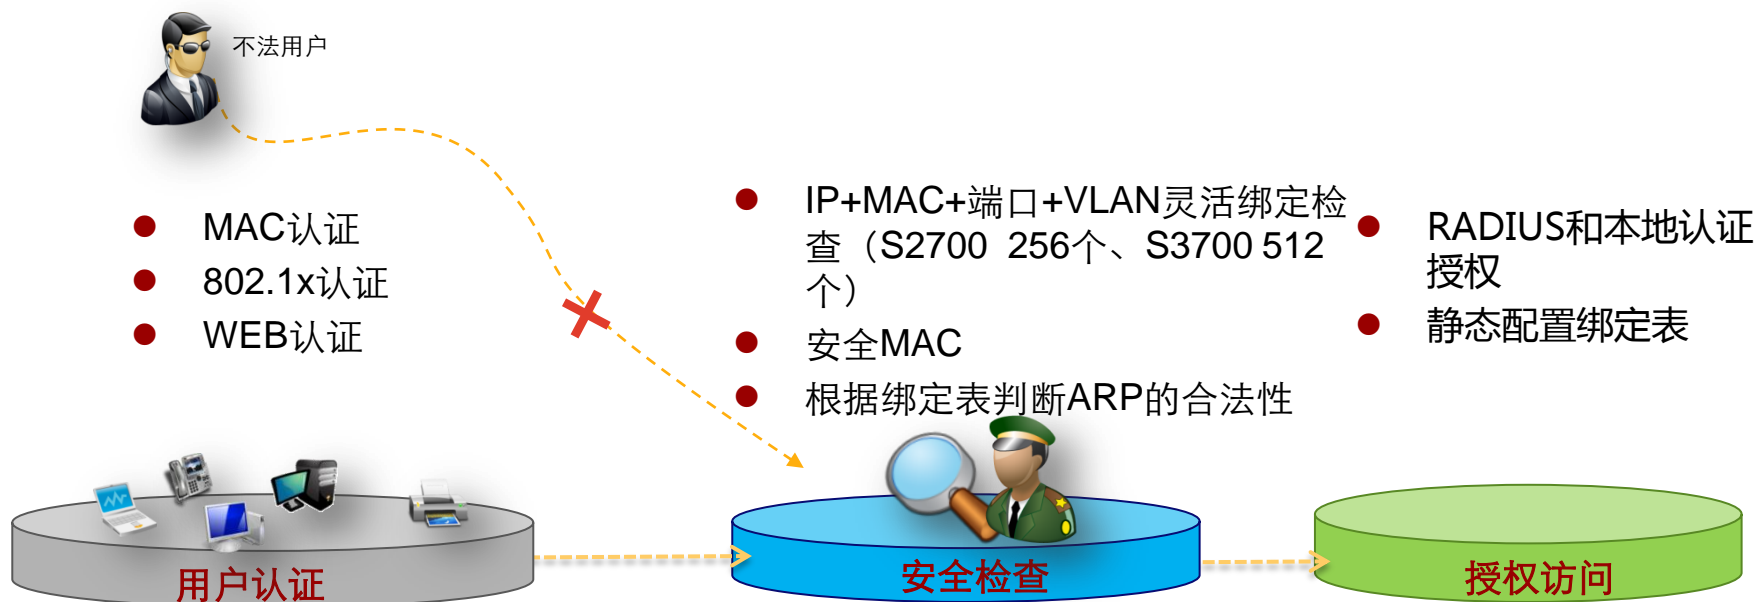 不法用户
MAC认证
802.1x认证
WEB认证
IP+MAC+端口+VLAN灵活绑定检
查（S2700 256个、S3700 512
个）
安全MAC
根据绑定表判断ARP的合法性
RADIUS和本地认证
授权
静态配置绑定表
用户认证
安全检查
授权访问